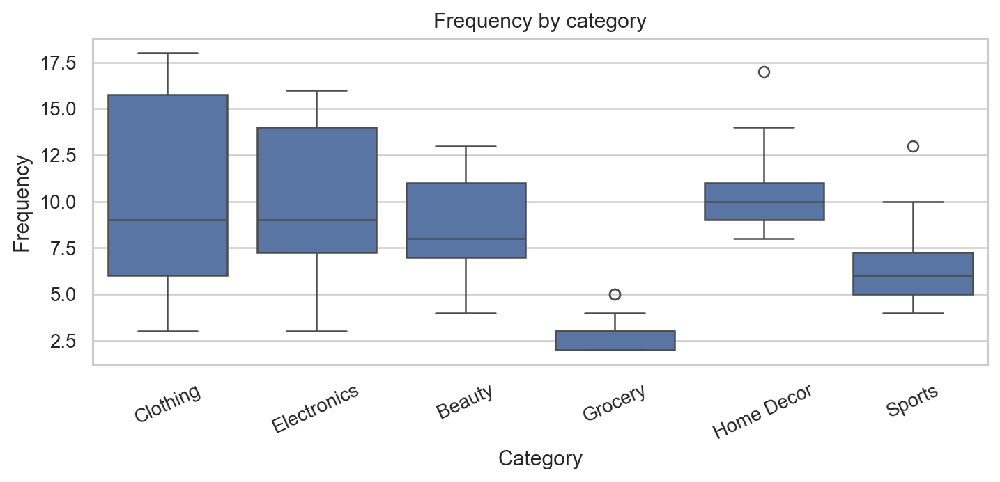 Frequency by category
Frequency
17.5
15.0
12.5
10.0
7.5
5.0
2.5
Clothing
Electronics
Beauty
Grocery
Home Decor
Sports
Category